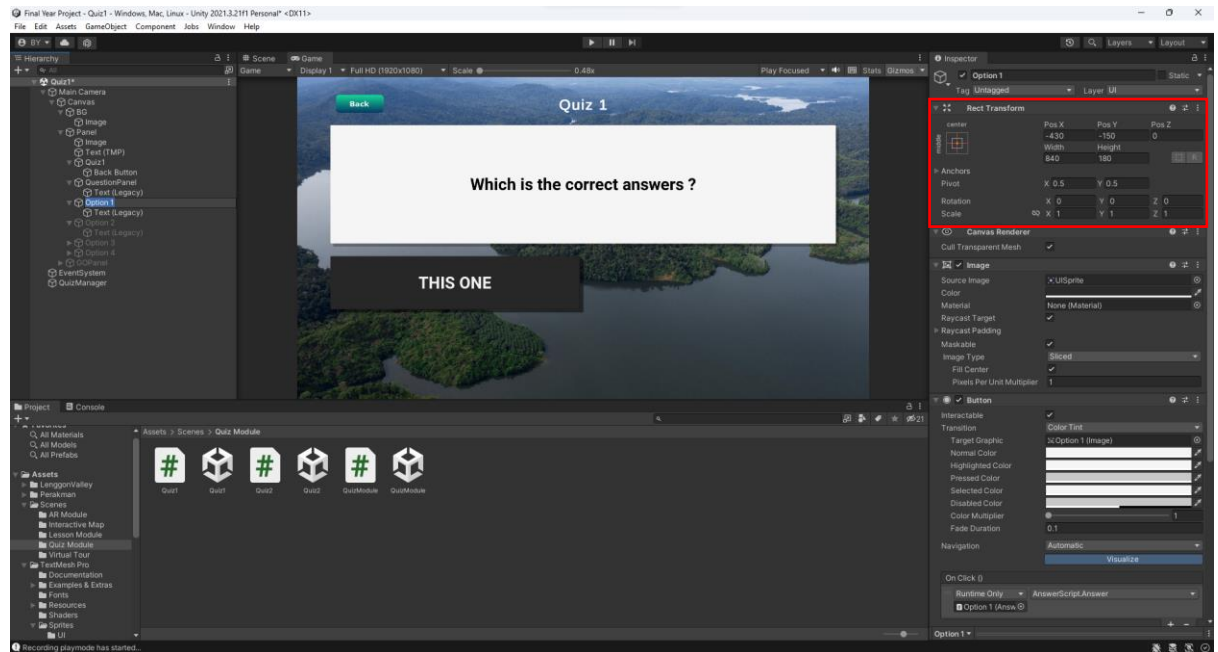 Final Year Project - Quiz1 - Windows, Mac, Linux - Unity 2021.3.21f1 Personal* <DX11>
File Edit Assets GameObject Component Jobs Window Help
BY
Layers Layout
Hierarchy
All
Quiz1*
Main Camera
Canvas
BG
Image
Panel
Image
Text (TMP)
Quiz1
Back Button
QuestionPanel
Text (Legacy)
Option 1
Text (Legacy)
Option 2
Text (Legacy)
Option 3
Option 4
GOPanel
EventSystem
QuizManager
Scene Game
Game Display 1 Full HD (1920x1080) Scale 0.48x Play Focused Stats Gizmos
Back
Quiz 1
Which is the correct answers ?
THIS ONE
Inspector
Option 1 Static
Tag Untagged Layer UI
Rect Transform
center
middle
Pos X Pos Y Pos Z
-430 -150 0
Width Height
840 180
R
Anchors
Pivot X 0.5 Y 0.5
Rotation X 0 Y 0 Z 0
Scale X 1 Y 1 Z 1
Canvas Renderer
Cull Transparent Mesh
Image
Source Image UISprite
Color
Material None (Material)
Raycast Target
Raycast Padding
Maskable
Image Type Sliced
Fill Center
Pixels Per Unit Multiplier 1
Button
Interactable
Transition Color Tint
Target Graphic Option 1 (Image)
Normal Color
Highlighted Color
Pressed Color
Selected Color
Disabled Color
Color Multiplier 1
Fade Duration 0.1
Navigation Automatic
Visualize
On Click ()
Runtime Only AnswerScript.Answer
Option 1 (Answ
Option 1
Project Console
21
Favorites
All Materials
All Models
All Prefabs
Assets
LenggonValley
Perakman
Scenes
AR Module
Interactive Map
Lesson Module
Quiz Module
Virtual Tour
TextMesh Pro
Documentation
Examples & Extras
Fonts
Resources
Shaders
Sprites
UI
Assets > Scenes > Quiz Module
Quiz1 Quiz1 Quiz2 Quiz2 QuizModule QuizModule
Recording playmode has started...